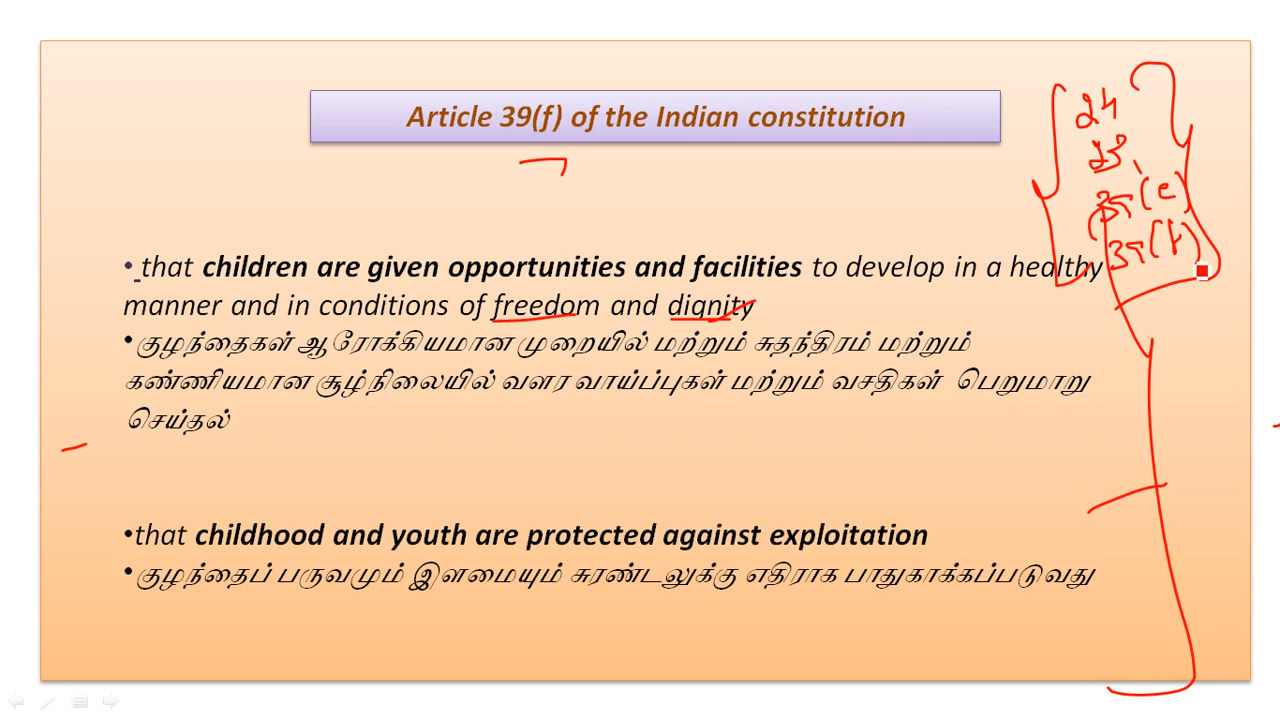 Article 39(f) of the Indian constitution
24
23
39(e)
39(f)
• that children are given opportunities and facilities to develop in a healthy
manner and in conditions of freedom and dignity
•குழந்தைகள் ஆரோக்கியமான முறையில் மற்றும் சுதந்திரம் மற்றும்
கண்ணியமான சூழ்நிலையில் வளர வாய்ப்புகள் மற்றும் வசதிகள் பெறுமாறு
செய்தல்
•that childhood and youth are protected against exploitation
•குழந்தைப் பருவமும் இளமையும் சுரண்டலுக்கு எதிராக பாதுகாக்கப்படுவது